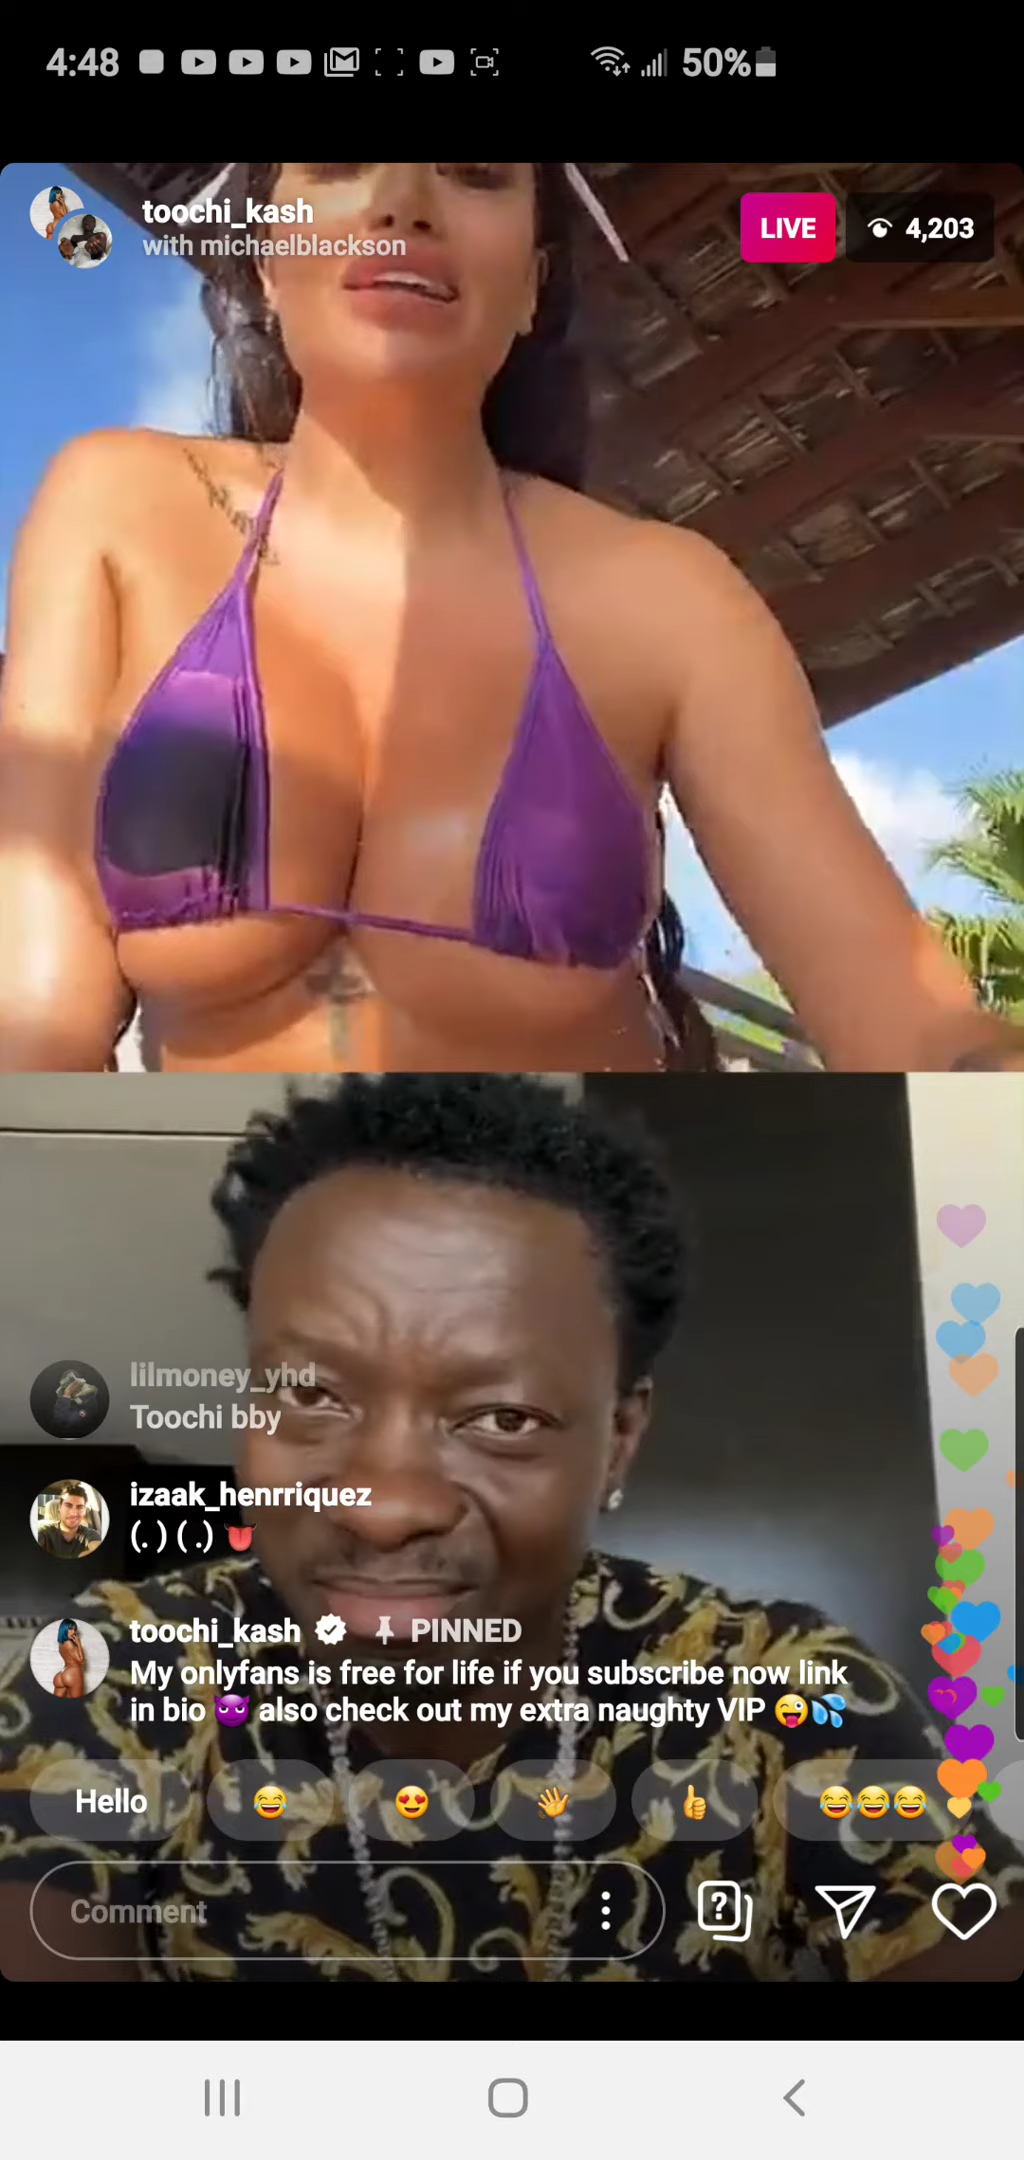 4:48
50%
toochi_kash
with michaelblackson
LIVE
4,203
lilmoney_yhd
Toochi bby
izaak_henrriquez
(. ) ( .) 👅
toochi_kash PINNED
My onlyfans is free for life if you subscribe now link
in bio 😈 also check out my extra naughty VIP 😜💦
Hello 😂 😍 👋 👍 😂😂😂
Comment